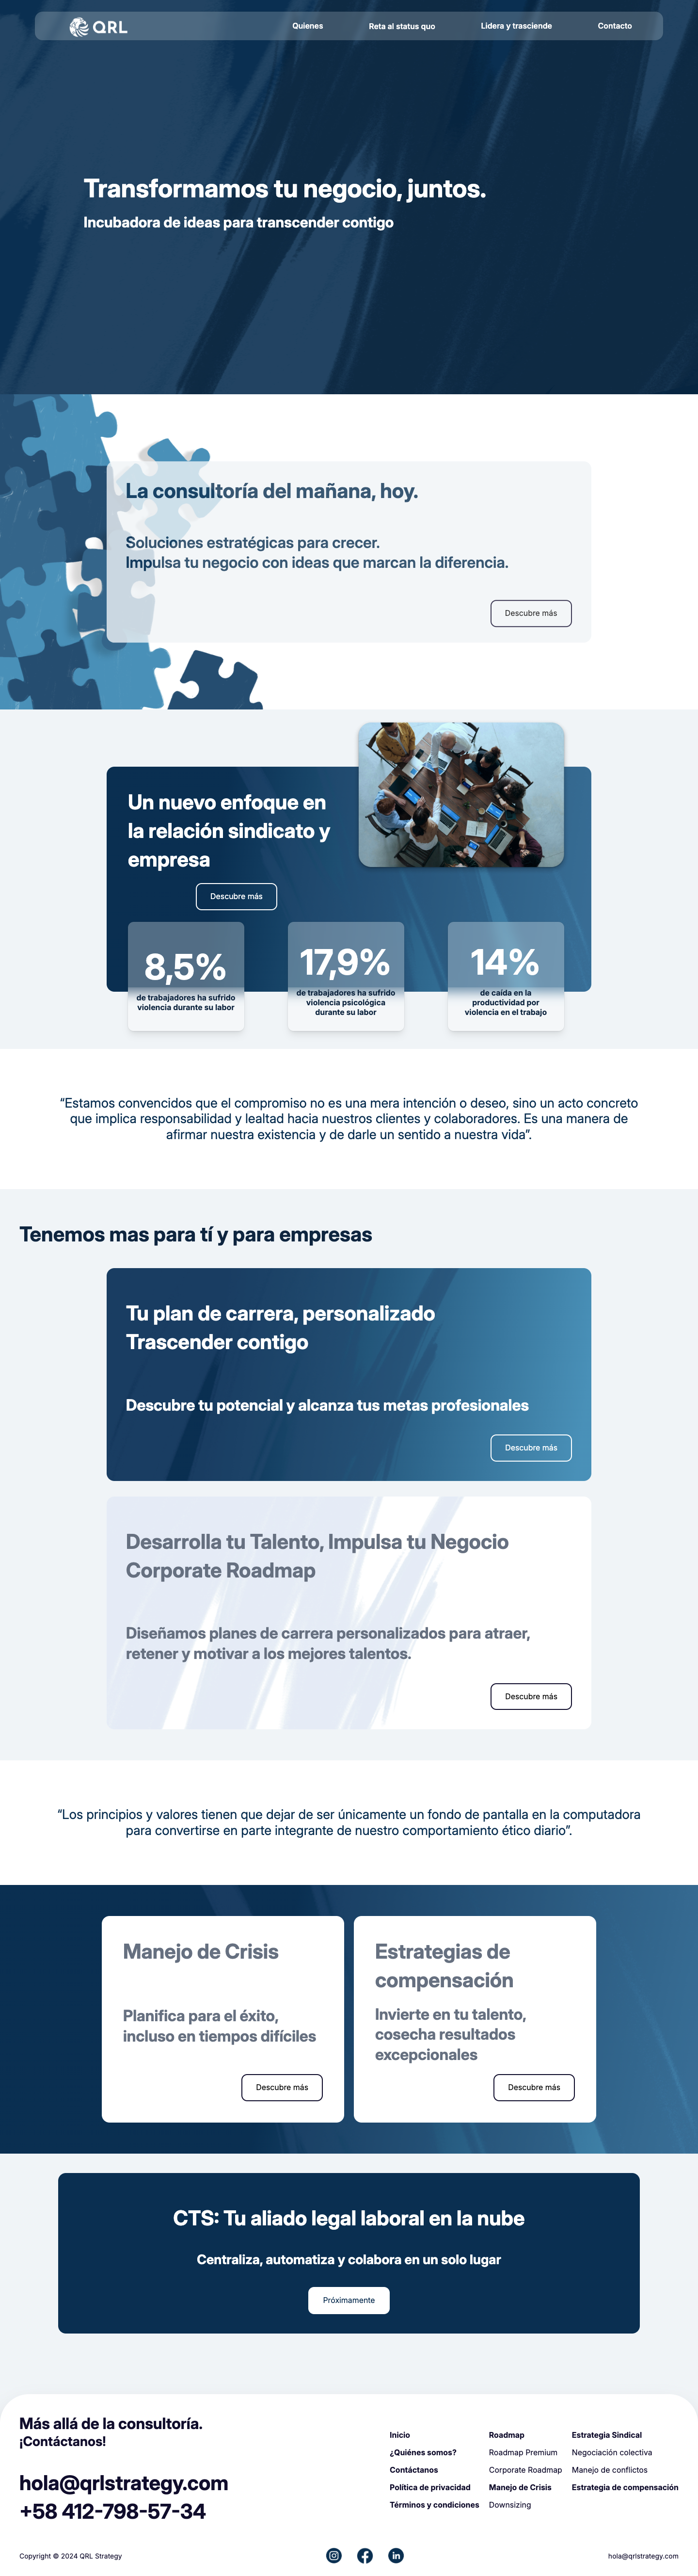 QRL
Quienes
Reta al status quo
Lidera y trasciende
Contacto
Transformamos tu negocio, juntos.
Incubadora de ideas para transcender contigo
La consultoría del mañana, hoy.
Soluciones estratégicas para crecer.
Impulsa tu negocio con ideas que marcan la diferencia.
Descubre más
Un nuevo enfoque en
la relación sindicato y
empresa
Descubre más
8,5%
de trabajadores ha sufrido
violencia durante su labor
17,9%
de trabajadores ha sufrido
violencia psicológica
durante su labor
14%
de caída en la
productividad por
violencia en el trabajo
“Estamos convencidos que el compromiso no es una mera intención o deseo, sino un acto concreto
que implica responsabilidad y lealtad hacia nuestros clientes y colaboradores. Es una manera de
afirmar nuestra existencia y de darle un sentido a nuestra vida”.
Tenemos mas para tí y para empresas
Tu plan de carrera, personalizado
Trascender contigo
Descubre tu potencial y alcanza tus metas profesionales
Descubre más
Desarrolla tu Talento, Impulsa tu Negocio
Corporate Roadmap
Diseñamos planes de carrera personalizados para atraer,
retener y motivar a los mejores talentos.
Descubre más
“Los principios y valores tienen que dejar de ser únicamente un fondo de pantalla en la computadora
para convertirse en parte integrante de nuestro comportamiento ético diario”.
Manejo de Crisis
Planifica para el éxito,
incluso en tiempos difíciles
Descubre más
Estrategias de
compensación
Invierte en tu talento,
cosecha resultados
excepcionales
Descubre más
CTS: Tu aliado legal laboral en la nube
Centraliza, automatiza y colabora en un solo lugar
Próximamente
Más allá de la consultoría.
¡Contáctanos!
hola@qrlstrategy.com
+58 412-798-57-34
Inicio
¿Quiénes somos?
Contáctanos
Política de privacidad
Términos y condiciones
Roadmap
Roadmap Premium
Corporate Roadmap
Manejo de Crisis
Downsizing
Estrategia Sindical
Negociación colectiva
Manejo de conflictos
Estrategia de compensación
Copyright © 2024 QRL Strategy
in
hola@qrlstrategy.com